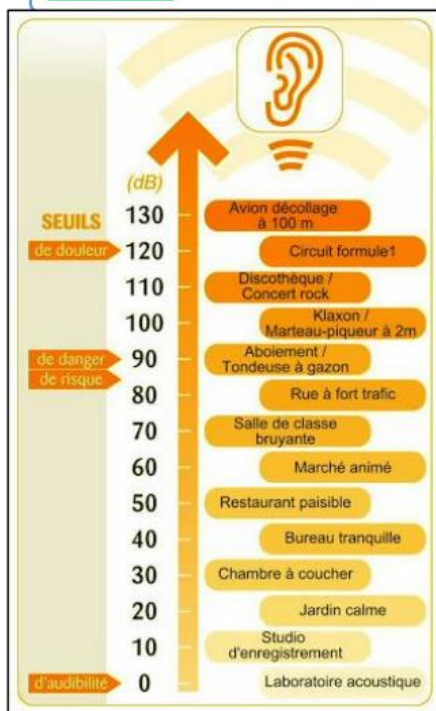 (dB)
SEUILS
130
Avion décollage
à 100 m
de douleur
120
Circuit formule1
110
Discothèque /
Concert rock
100
Klaxon /
Marteau-piqueur à 2m
de danger
90
Aboiement /
Tondeuse à gazon
de risque
80
Rue à fort trafic
70
Salle de classe
bruyante
60
Marché animé
50
Restaurant paisible
40
Bureau tranquille
30
Chambre à coucher
20
Jardin calme
10
Studio
d'enregistrement
d'audibilité
0
Laboratoire acoustique